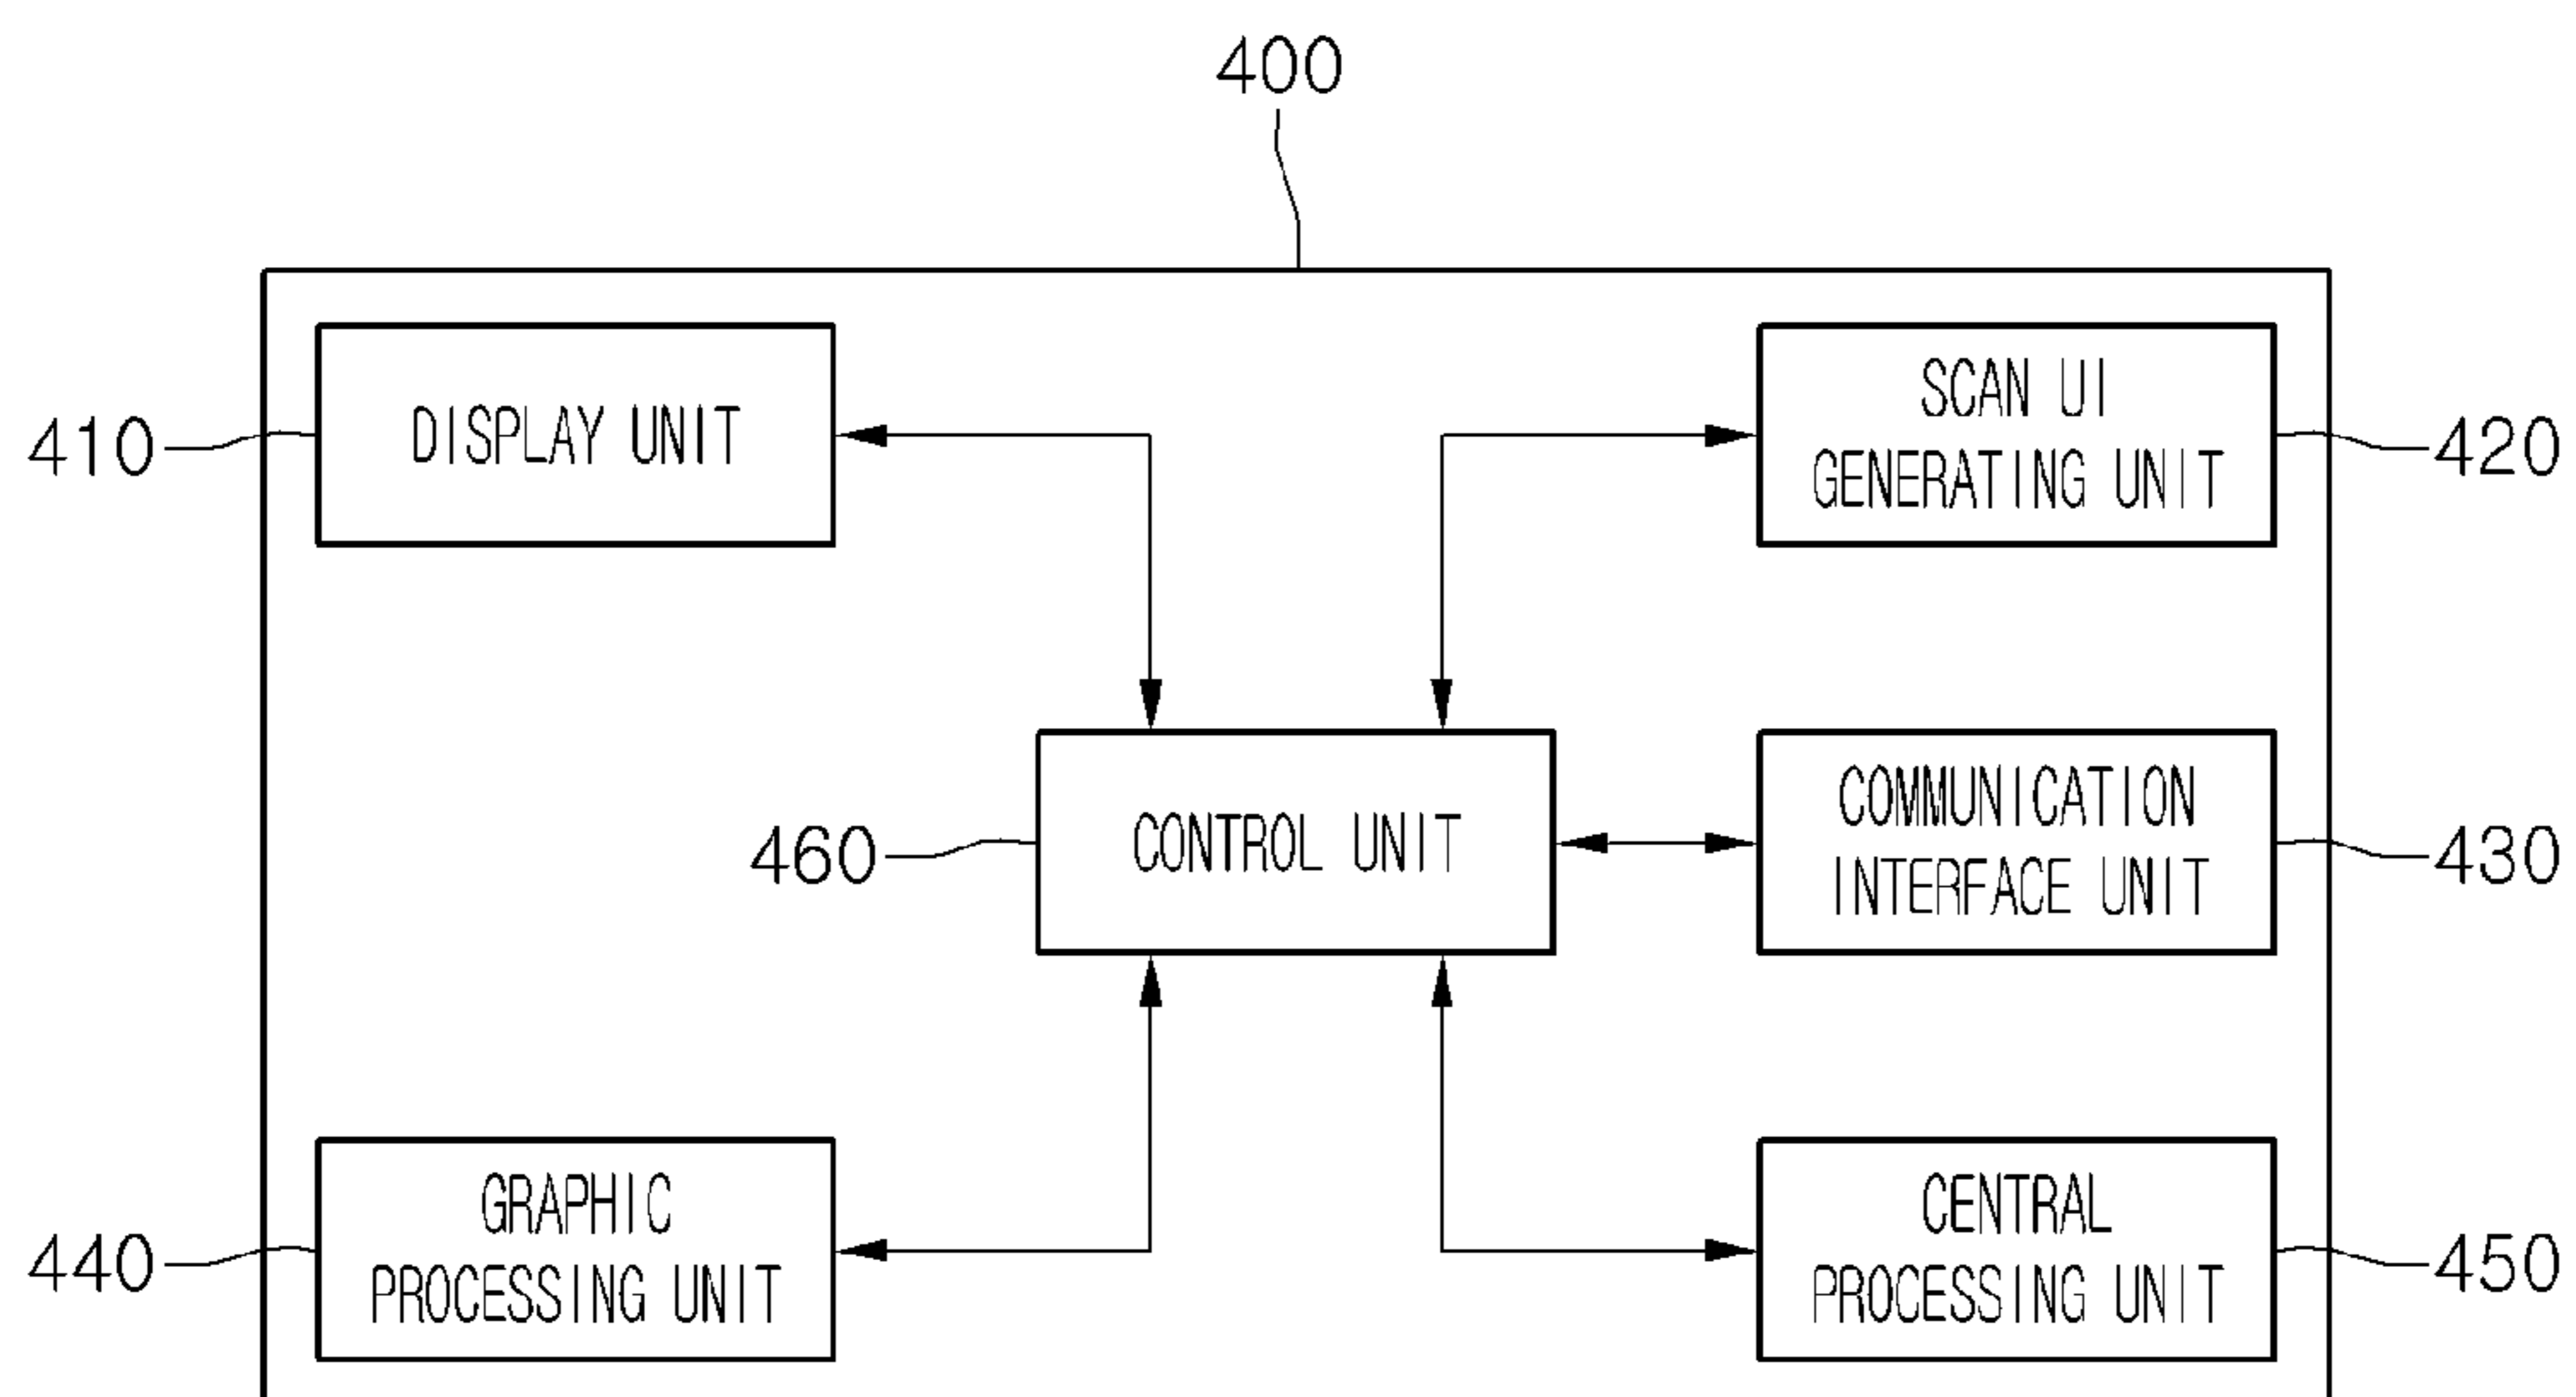 400
410
DISPLAY UNIT
SCAN UI
GENERATING UNIT
420
460
CONTROL UNIT
COMMUNICATION
INTERFACE UNIT
430
440
GRAPHIC
PROCESSING UNIT
CENTRAL
PROCESSING UNIT
450